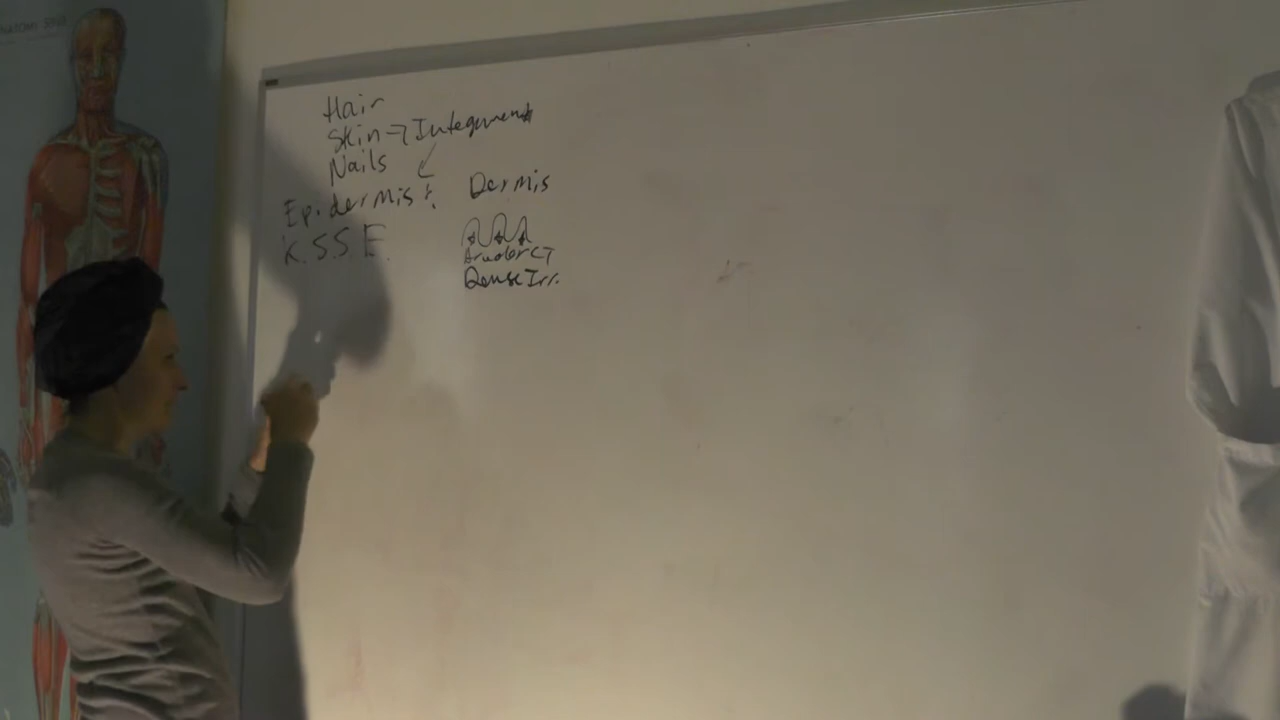 Hair
Skin → Integument
Nails
Epidermis & Dermis
K.S.S E.
Areolar CT
Dense Irr.